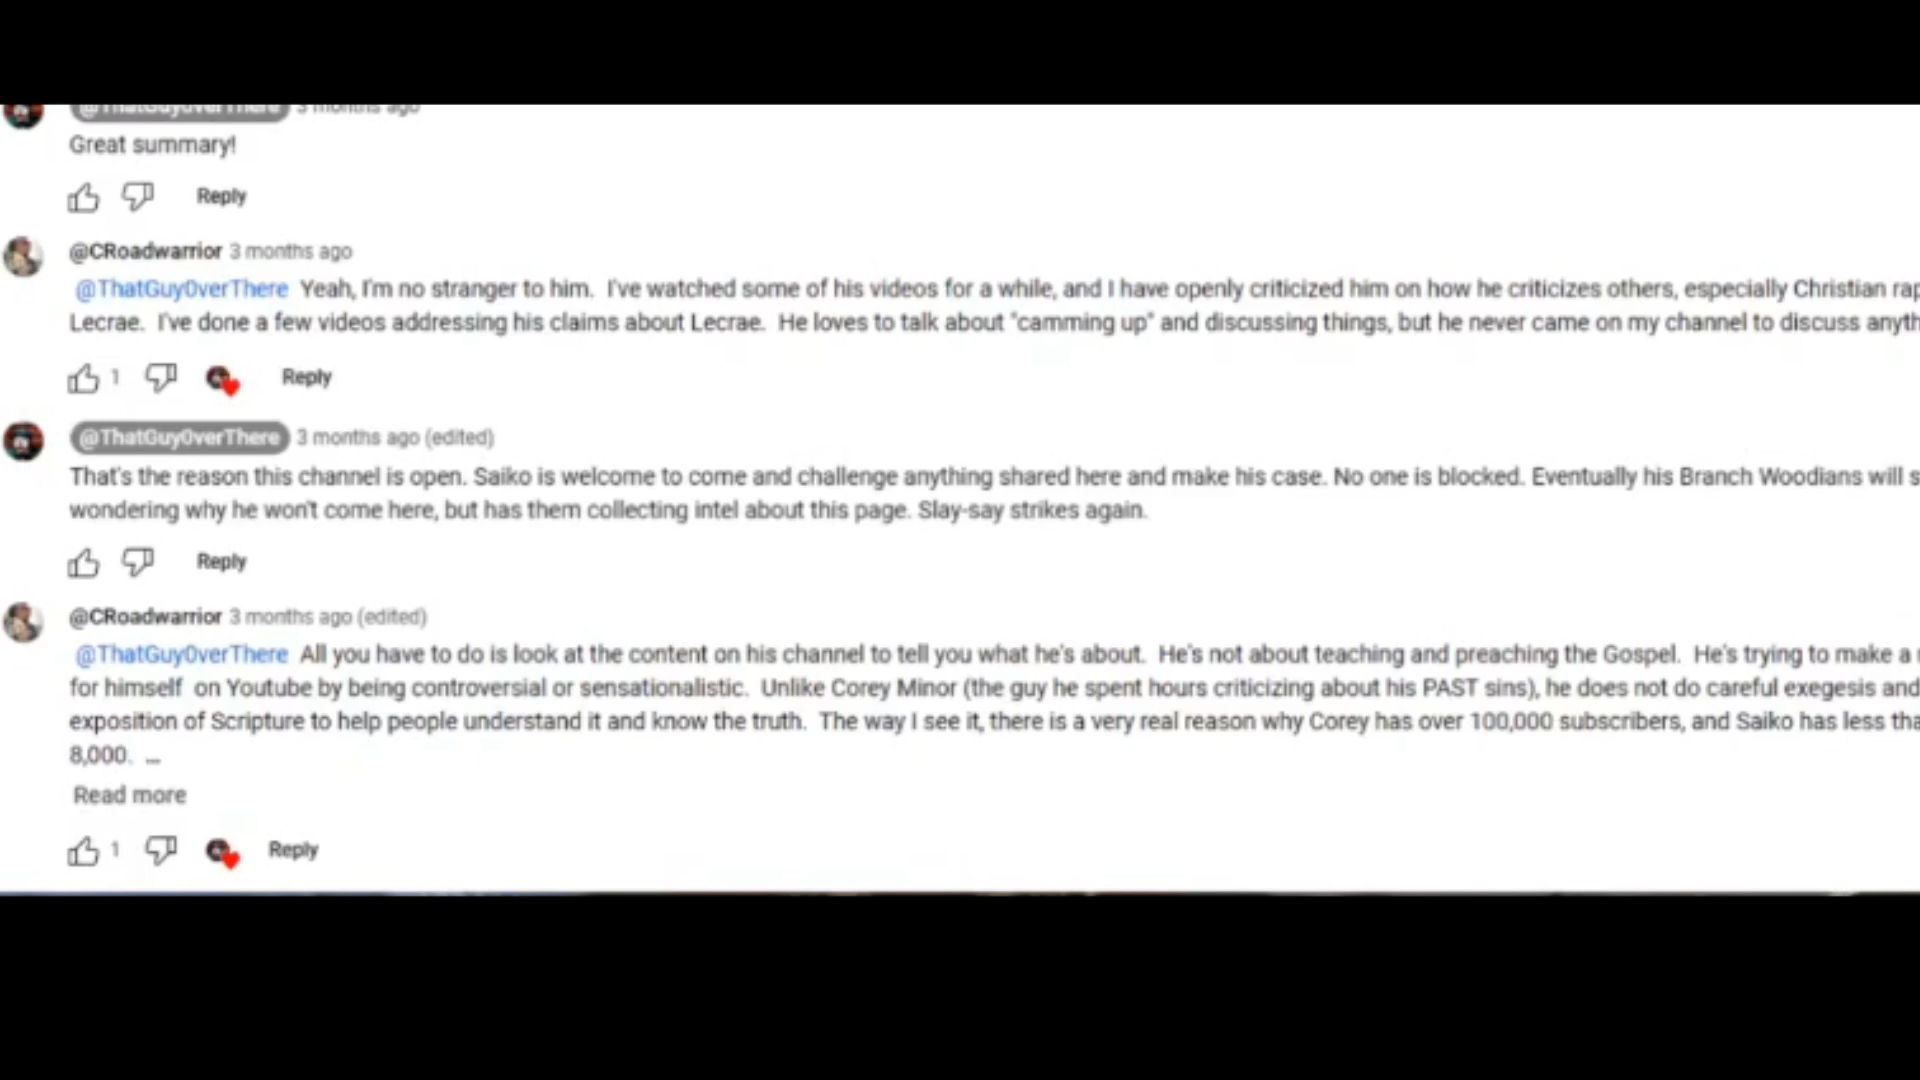 @ThatGuyOverThere 3 months ago
Great summary!
Reply
@CRoadwarrior 3 months ago
@ThatGuyOverThere Yeah, I'm no stranger to him. I've watched some of his videos for a while, and I have openly criticized him on how he criticizes others, especially Christian rap
Lecrae. I've done a few videos addressing his claims about Lecrae. He loves to talk about "camming up" and discussing things, but he never came on my channel to discuss anyth
1 Reply
@ThatGuyOverThere 3 months ago (edited)
That's the reason this channel is open. Saiko is welcome to come and challenge anything shared here and make his case. No one is blocked. Eventually his Branch Woodians will s
wondering why he won't come here, but has them collecting intel about this page. Slay-say strikes again.
Reply
@CRoadwarrior 3 months ago (edited)
@ThatGuyOverThere All you have to do is look at the content on his channel to tell you what he's about. He's not about teaching and preaching the Gospel. He's trying to make a
for himself on Youtube by being controversial or sensationalistic. Unlike Corey Minor (the guy he spent hours criticizing about his PAST sins), he does not do careful exegesis and
exposition of Scripture to help people understand it and know the truth. The way I see it, there is a very real reason why Corey has over 100,000 subscribers, and Saiko has less tha
8,000. ...
Read more
1 Reply